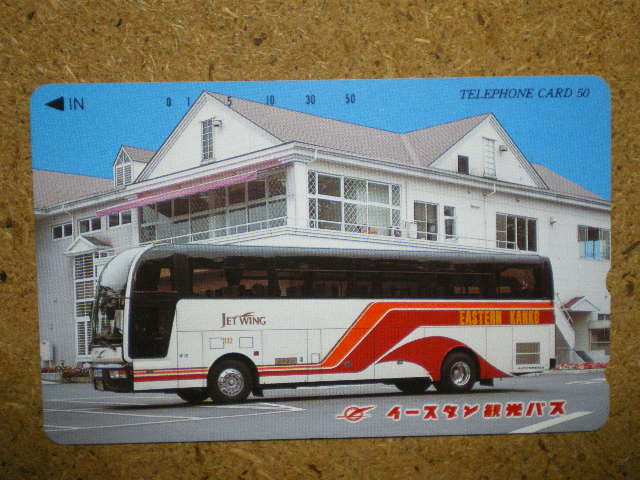 ◀IN
0 1 5 10 30 50
TELEPHONE CARD 50
JET WING
EASTERN KANKO
イースタン観光バス